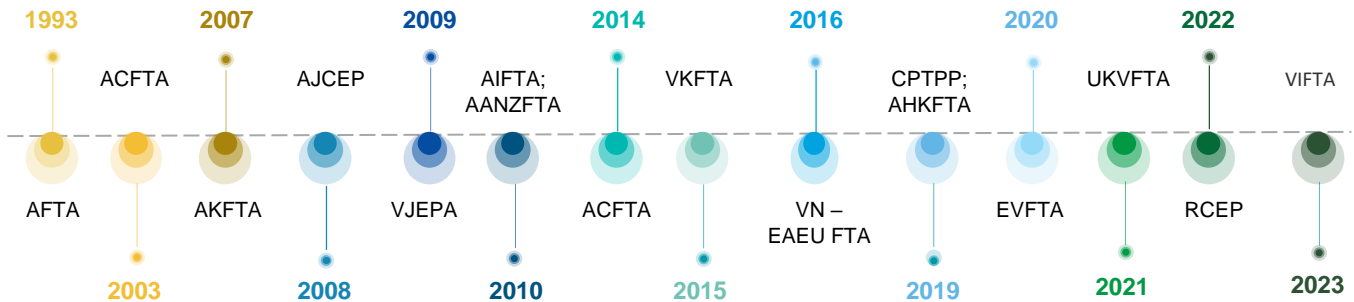 1993
2007
2009
2014
2016
2020
2022
ACFTA
AJCEP
AIFTA;
AANZFTA
VKFTA
CPTPP;
AHKFTA
UKVFTA
VIFTA
AFTA
AKFTA
VJEPA
ACFTA
VN –
EAEU FTA
EVFTA
RCEP
2003
2008
2010
2015
2019
2021
2023